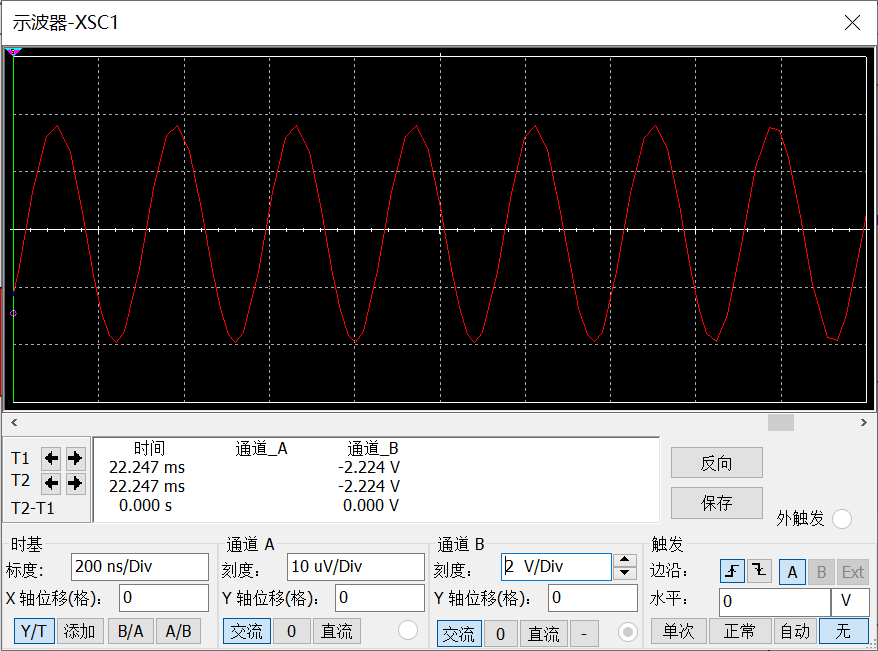 示波器-XSC1
时间 通道_A 通道_B
T1 22.247 ms -2.224 V
T2 22.247 ms -2.224 V
T2-T1 0.000 s 0.000 V
反向
保存
外触发
时基
标度： 200 ns/Div
X 轴位移(格)： 0
Y/T 添加 B/A A/B
通道 A
刻度： 10 uV/Div
Y 轴位移(格)： 0
交流 0 直流
通道 B
刻度： 2 V/Div
Y 轴位移(格)： 0
交流 0 直流 -
触发
边沿： A B Ext
水平： 0 V
单次 正常 自动 无